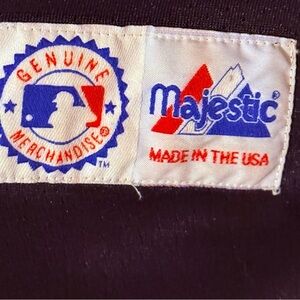 GENUINE
MERCHANDISE®
TM
Majestic
MADE IN THE USA